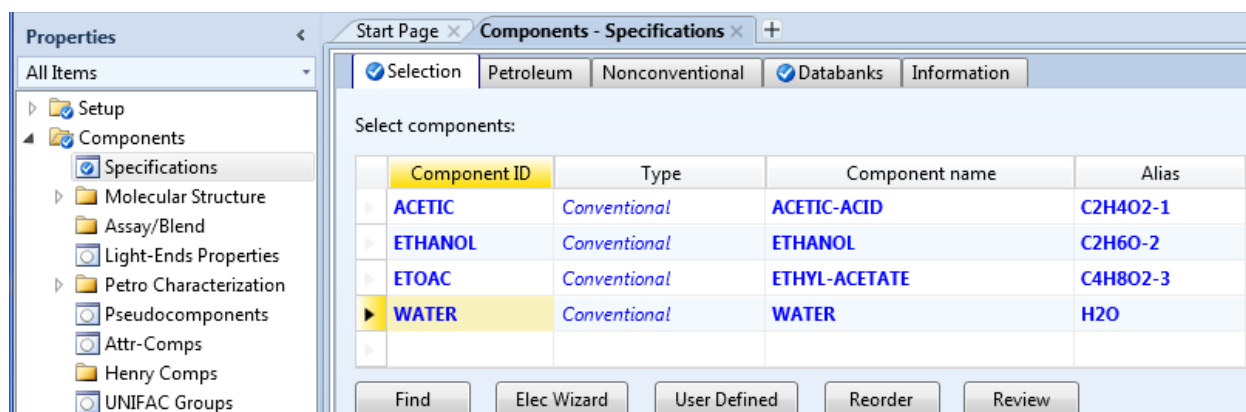 Properties
All Items
Setup
Components
Specifications
Molecular Structure
Assay/Blend
Light-Ends Properties
Petro Characterization
Pseudocomponents
Attr-Comps
Henry Comps
UNIFAC Groups
Start Page Components - Specifications
Selection Petroleum Nonconventional Databanks Information
Select components:
Component ID Type Component name Alias
ACETIC Conventional ACETIC-ACID C2H4O2-1
ETHANOL Conventional ETHANOL C2H6O-2
ETOAC Conventional ETHYL-ACETATE C4H8O2-3
WATER Conventional WATER H2O
Find Elec Wizard User Defined Reorder Review